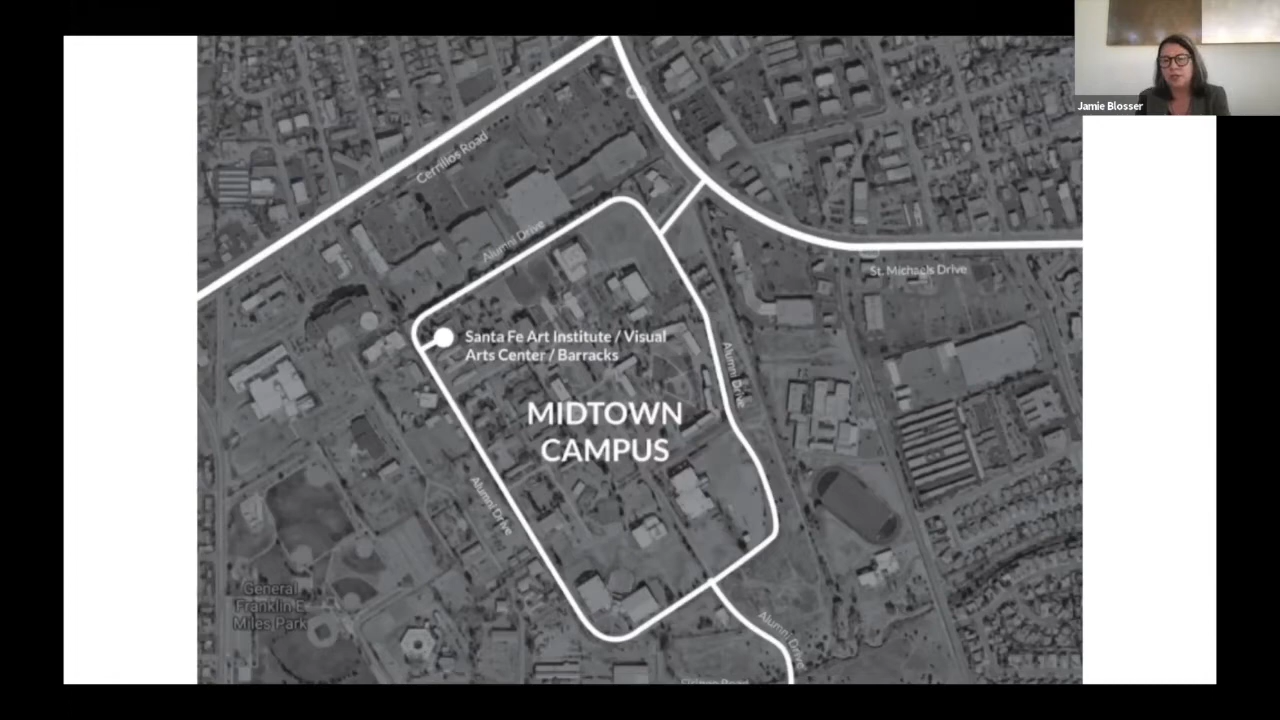 Jamie Blosser
Cerrillos Road
Alumni Drive
St. Michaels Drive
Santa Fe Art Institute / Visual
Arts Center / Barracks
Alumni Drive
MIDTOWN
CAMPUS
Alumni Drive
General
Franklin E
Miles Park
Alumni Drive